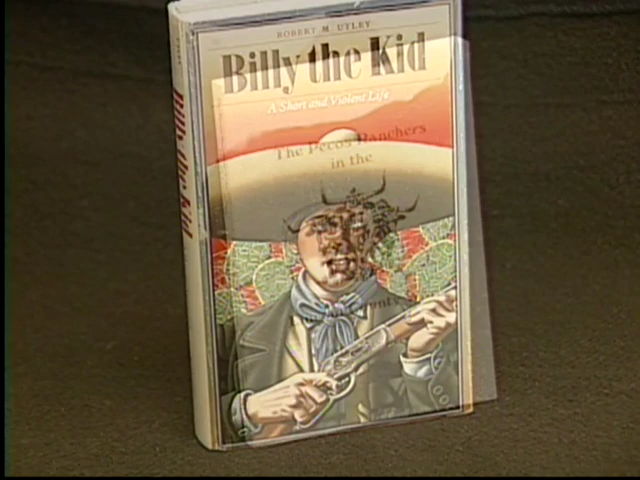 ROBERT M. UTLEY
Billy the Kid
A Short and Violent Life
The Pecos Ranchers
in the
Billy the Kid